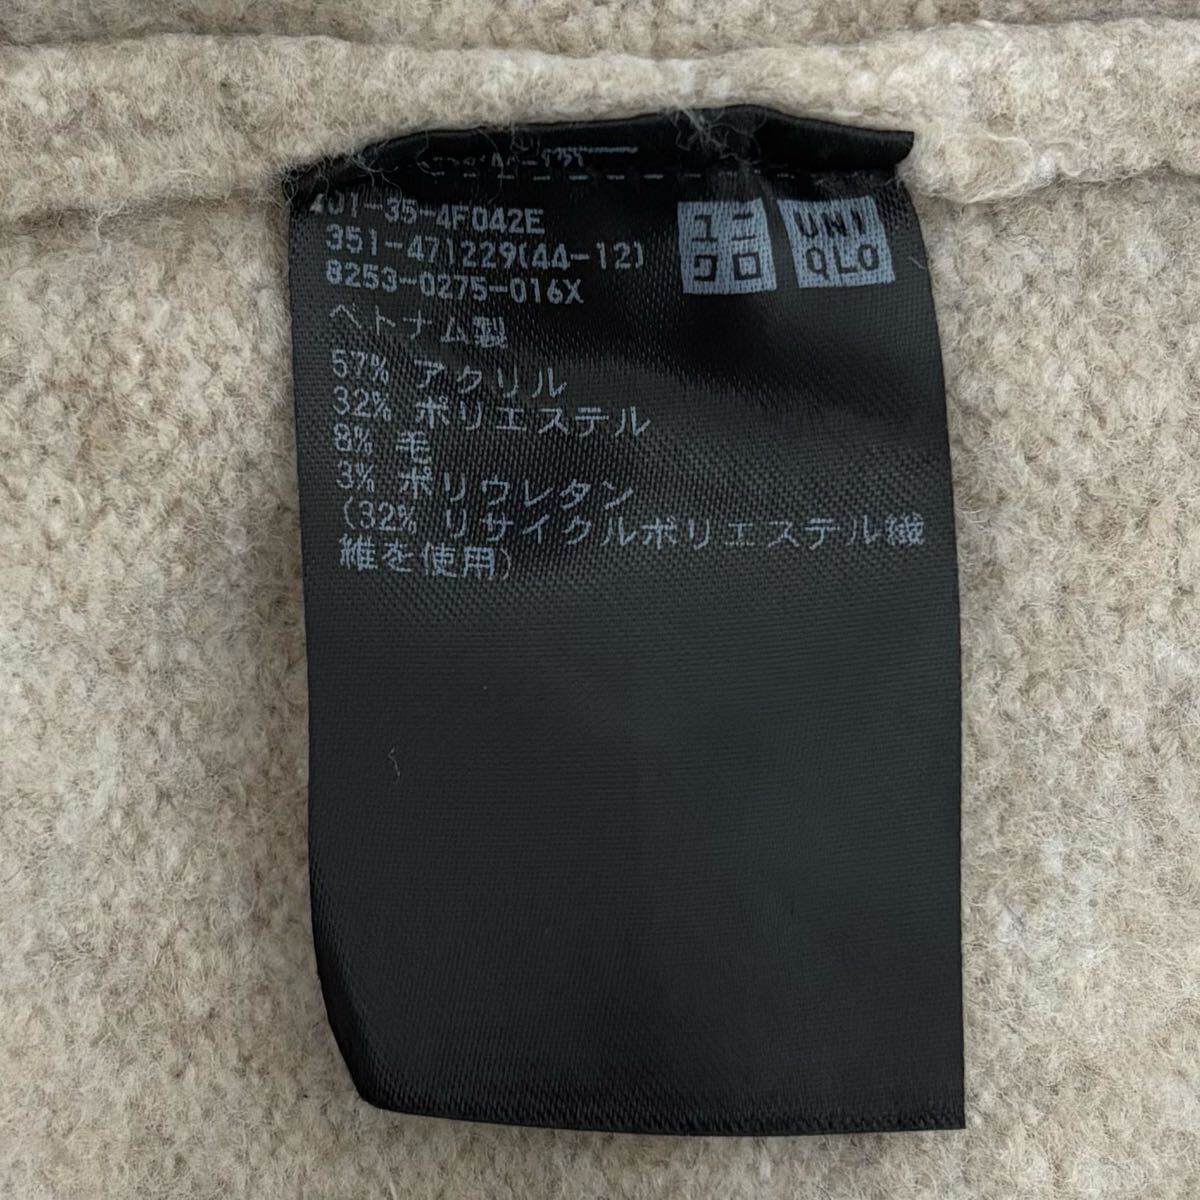 401-35-4F042E
351-471229(44-12)
8253-0275-016X
ベトナム製
57% アクリル
32% ポリエステル
8% 毛
3% ポリウレタン
(32% リサイクルポリエステル繊
維を使用)
ユニ
クロ
UNI
QLO